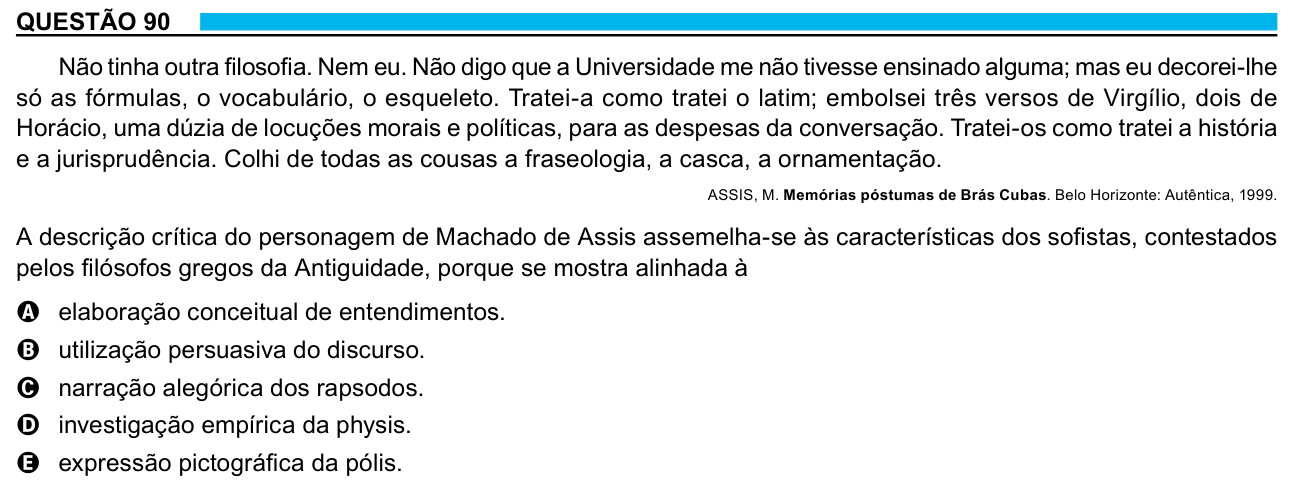 QUESTÃO 90
Não tinha outra filosofia. Nem eu. Não digo que a Universidade me não tivesse ensinado alguma; mas eu decorei-lhe
só as fórmulas, o vocabulário, o esqueleto. Tratei-a como tratei o latim; embolsei três versos de Virgílio, dois de
Horácio, uma dúzia de locuções morais e políticas, para as despesas da conversação. Tratei-os como tratei a história
e a jurisprudência. Colhi de todas as cousas a fraseologia, a casca, a ornamentação.
ASSIS, M. Memórias póstumas de Brás Cubas. Belo Horizonte: Autêntica, 1999.
A descrição crítica do personagem de Machado de Assis assemelha-se às características dos sofistas, contestados
pelos filósofos gregos da Antiguidade, porque se mostra alinhada à
A elaboração conceitual de entendimentos.
B utilização persuasiva do discurso.
C narração alegórica dos rapsodos.
D investigação empírica da physis.
E expressão pictográfica da pólis.